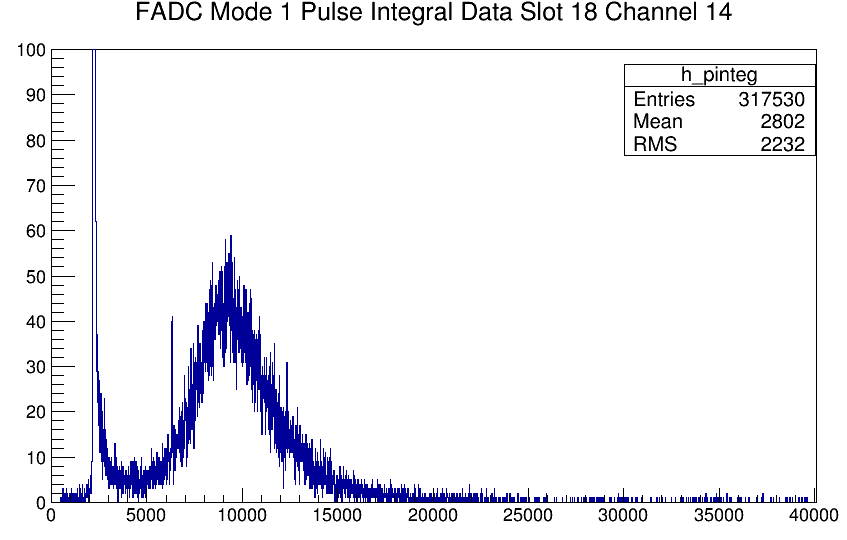 FADC Mode 1 Pulse Integral Data Slot 18 Channel 14
h_pinteg
Entries 317530
Mean 2802
RMS 2232
100
90
80
70
60
50
40
30
20
10
0
0 5000 10000 15000 20000 25000 30000 35000 40000